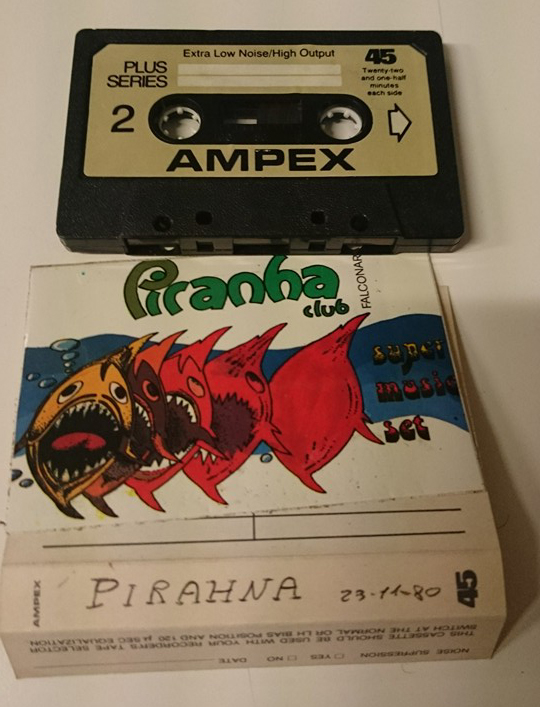 Extra Low Noise/High Output
PLUS
SERIES
45
Twenty-two
and one-half
minutes
each side
2
AMPEX
Piranha
club
FALCONAR
super
music
set
AMPEX
PIRAHNA
23-11-80
45
THIS CASSETTE SHOULD BE USED WITH YOUR RECORDERS TAPE SELECTOR
SWITCH AT THE NORMAL OR LH BIAS POSITION AND 120 µSEC EQUALIZATION
NOISE SUPPRESSION YES NO DATE